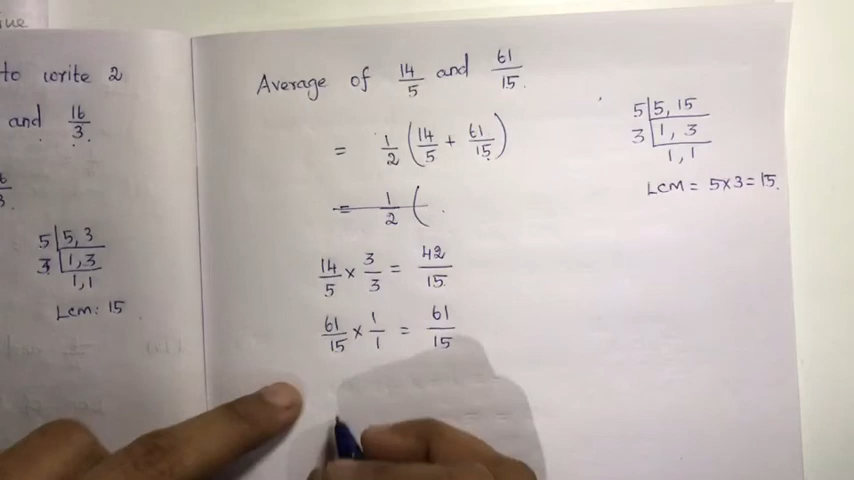 to write 2
and 16/3.
5 | 5, 3
3 | 1, 3
1, 1
Lcm: 15
Average of 14/5 and 61/15.
= 1/2 (14/5 + 61/15)
= 1/2 (
14/5 × 3/3 = 42/15
61/15 × 1/1 = 61/15
5 | 5, 15
3 | 1, 3
1, 1
LCM = 5×3=15.